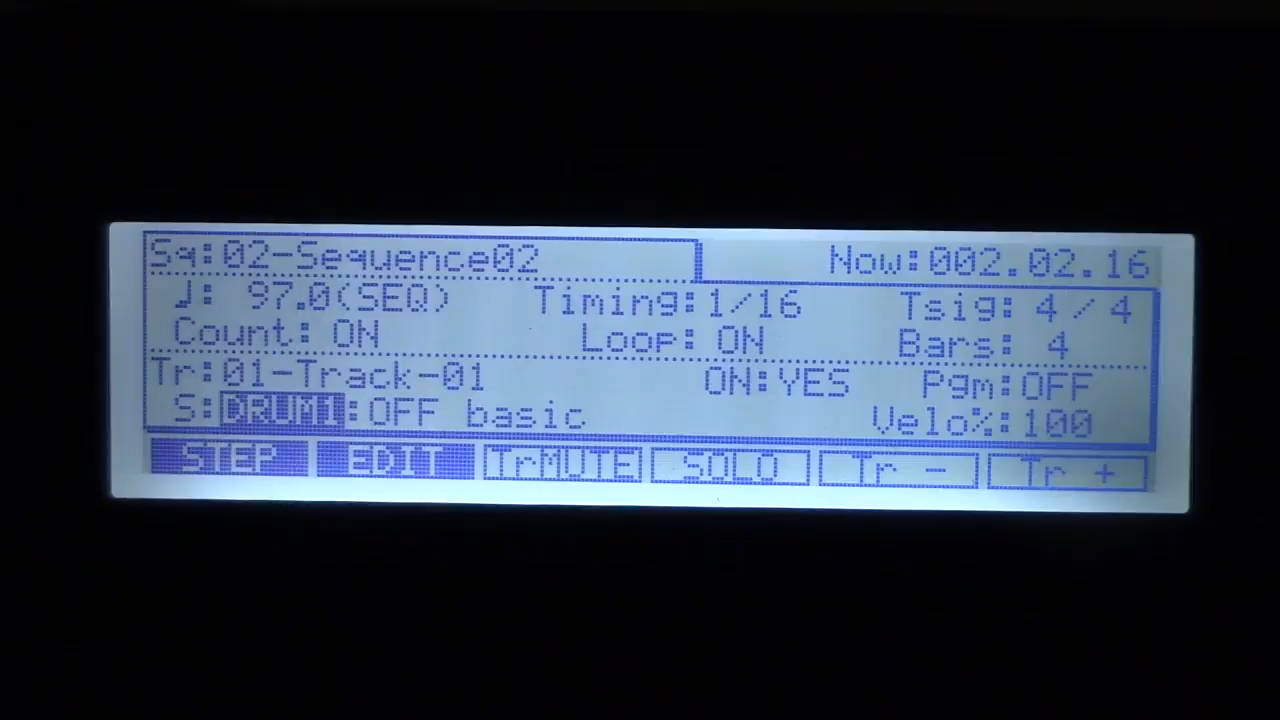 Sq:02-Sequence02 Now:002.02.16
♩: 97.0(SEQ) Timing:1/16 Tsig: 4/4
Count: ON Loop: ON Bars: 4
Tr:01-Track-01 ON:YES Pgm:OFF
S:DRUM1:OFF basic Velo%:100
STEP EDIT TrMUTE SOLO Tr - Tr +